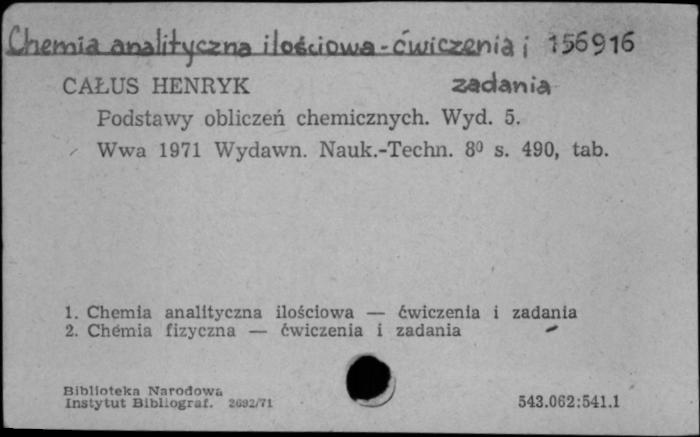 Chemia analityczna ilościowa - ćwiczenia i 156916
zadania
CAŁUS HENRYK
Podstawy obliczeń chemicznych. Wyd. 5.
Wwa 1971 Wydawn. Nauk.-Techn. 8⁰ s. 490, tab.
1. Chemia analityczna ilościowa — ćwiczenia i zadania
2. Chemia fizyczna — ćwiczenia i zadania
Biblioteka Narodowa
Instytut Bibliograf. 2692/71
543.062:541.1